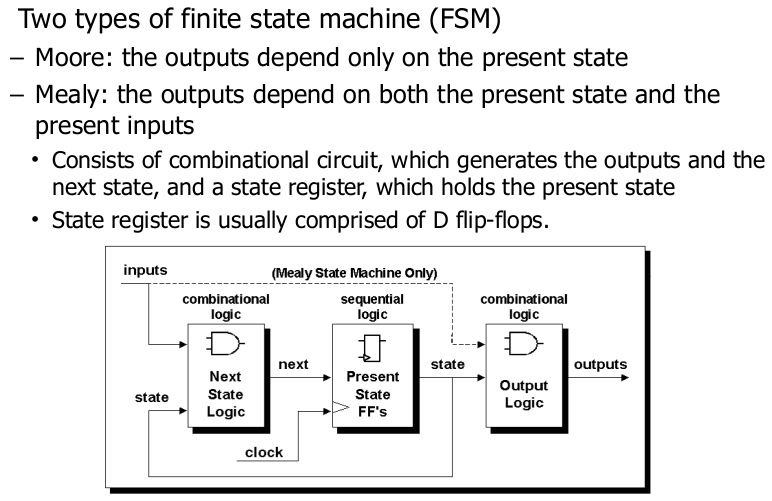 Two types of finite state machine (FSM)
– Moore: the outputs depend only on the present state
– Mealy: the outputs depend on both the present state and the
present inputs
• Consists of combinational circuit, which generates the outputs and the
next state, and a state register, which holds the present state
• State register is usually comprised of D flip-flops.
inputs
(Mealy State Machine Only)
combinational
logic
sequential
logic
combinational
logic
Next
State
Logic
next
Present
State
FF's
state
Output
Logic
outputs
state
clock